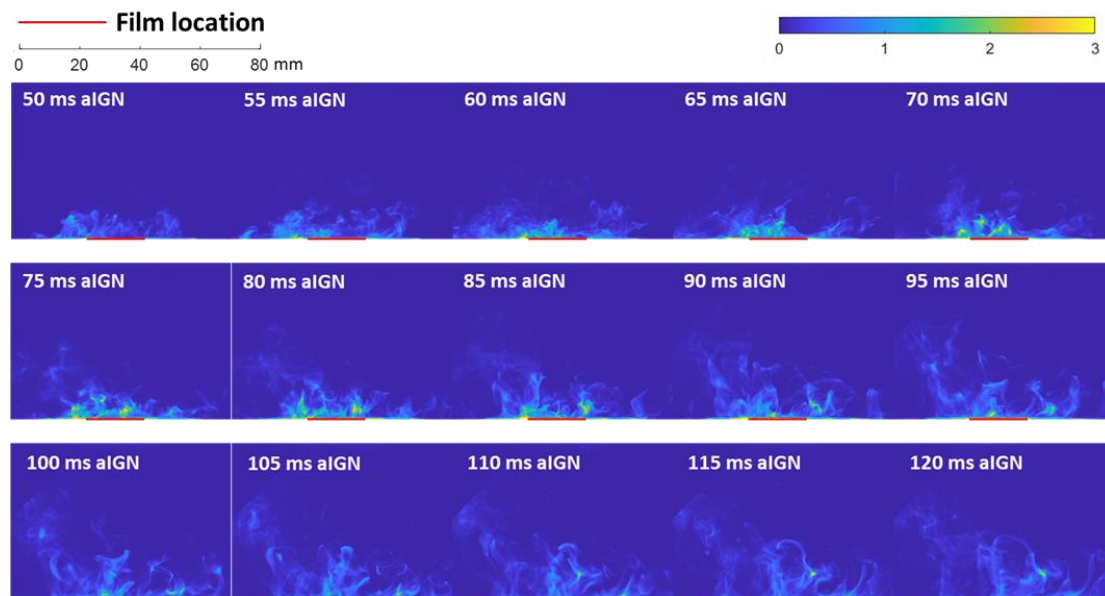 Film location
0 20 40 60 80 mm
0 1 2 3
50 ms aIGN 55 ms aIGN 60 ms aIGN 65 ms aIGN 70 ms aIGN
75 ms aIGN 80 ms aIGN 85 ms aIGN 90 ms aIGN 95 ms aIGN
100 ms aIGN 105 ms aIGN 110 ms aIGN 115 ms aIGN 120 ms aIGN